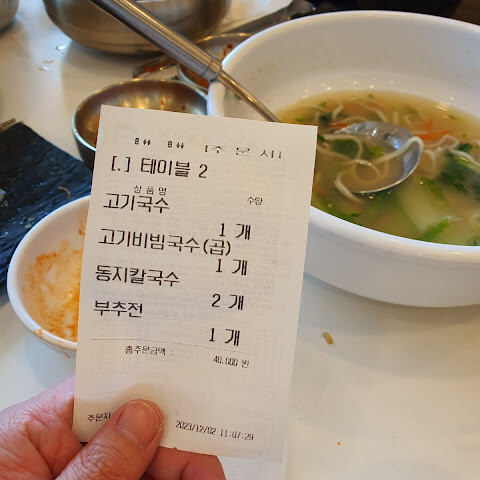 [주 문 서]
[.] 테이블 2
상 품 명 수량
고기국수
1 개
고기비빔국수(곱)
1 개
동지칼국수
2 개
부추전
1 개
총주문금액 : 40,000 원
2023/12/02 11:07:29